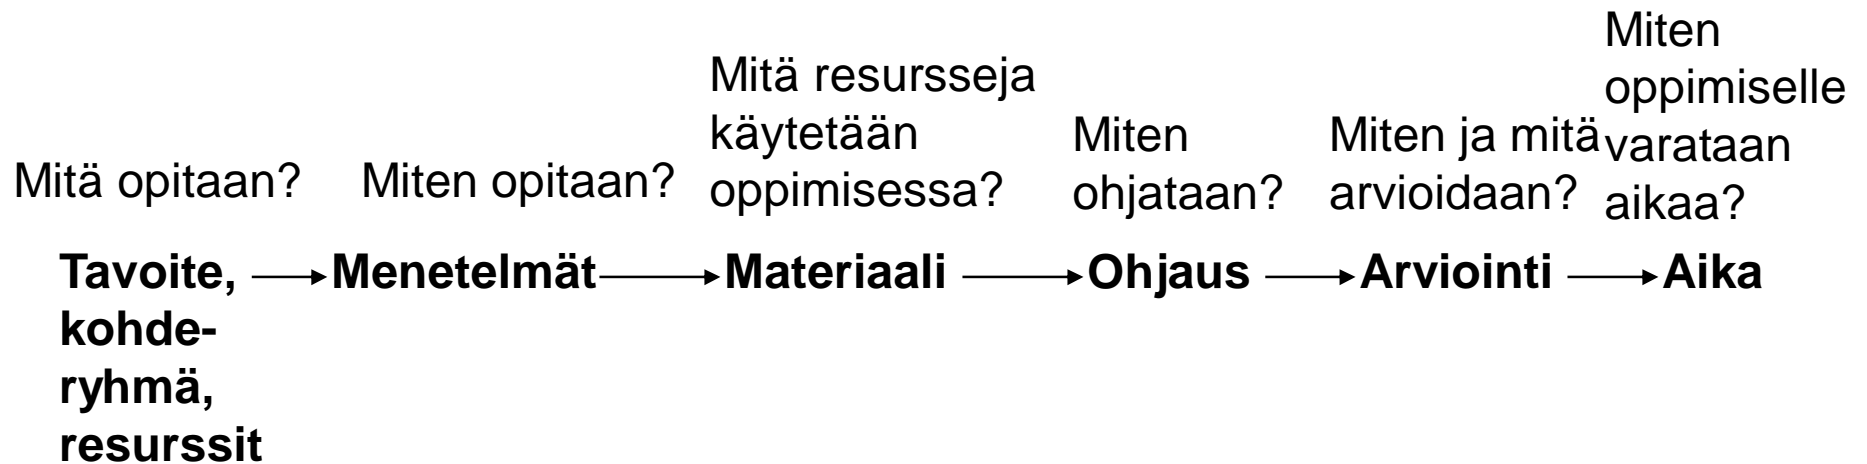 Mitä opitaan?
Miten opitaan?
Mitä resursseja
käytetään
oppimisessa?
Miten
ohjataan?
Miten ja mitä
arvioidaan?
Miten
oppimiselle
varataan
aikaa?
Tavoite,
kohde-
ryhmä,
resurssit
Menetelmät
Materiaali
Ohjaus
Arviointi
Aika